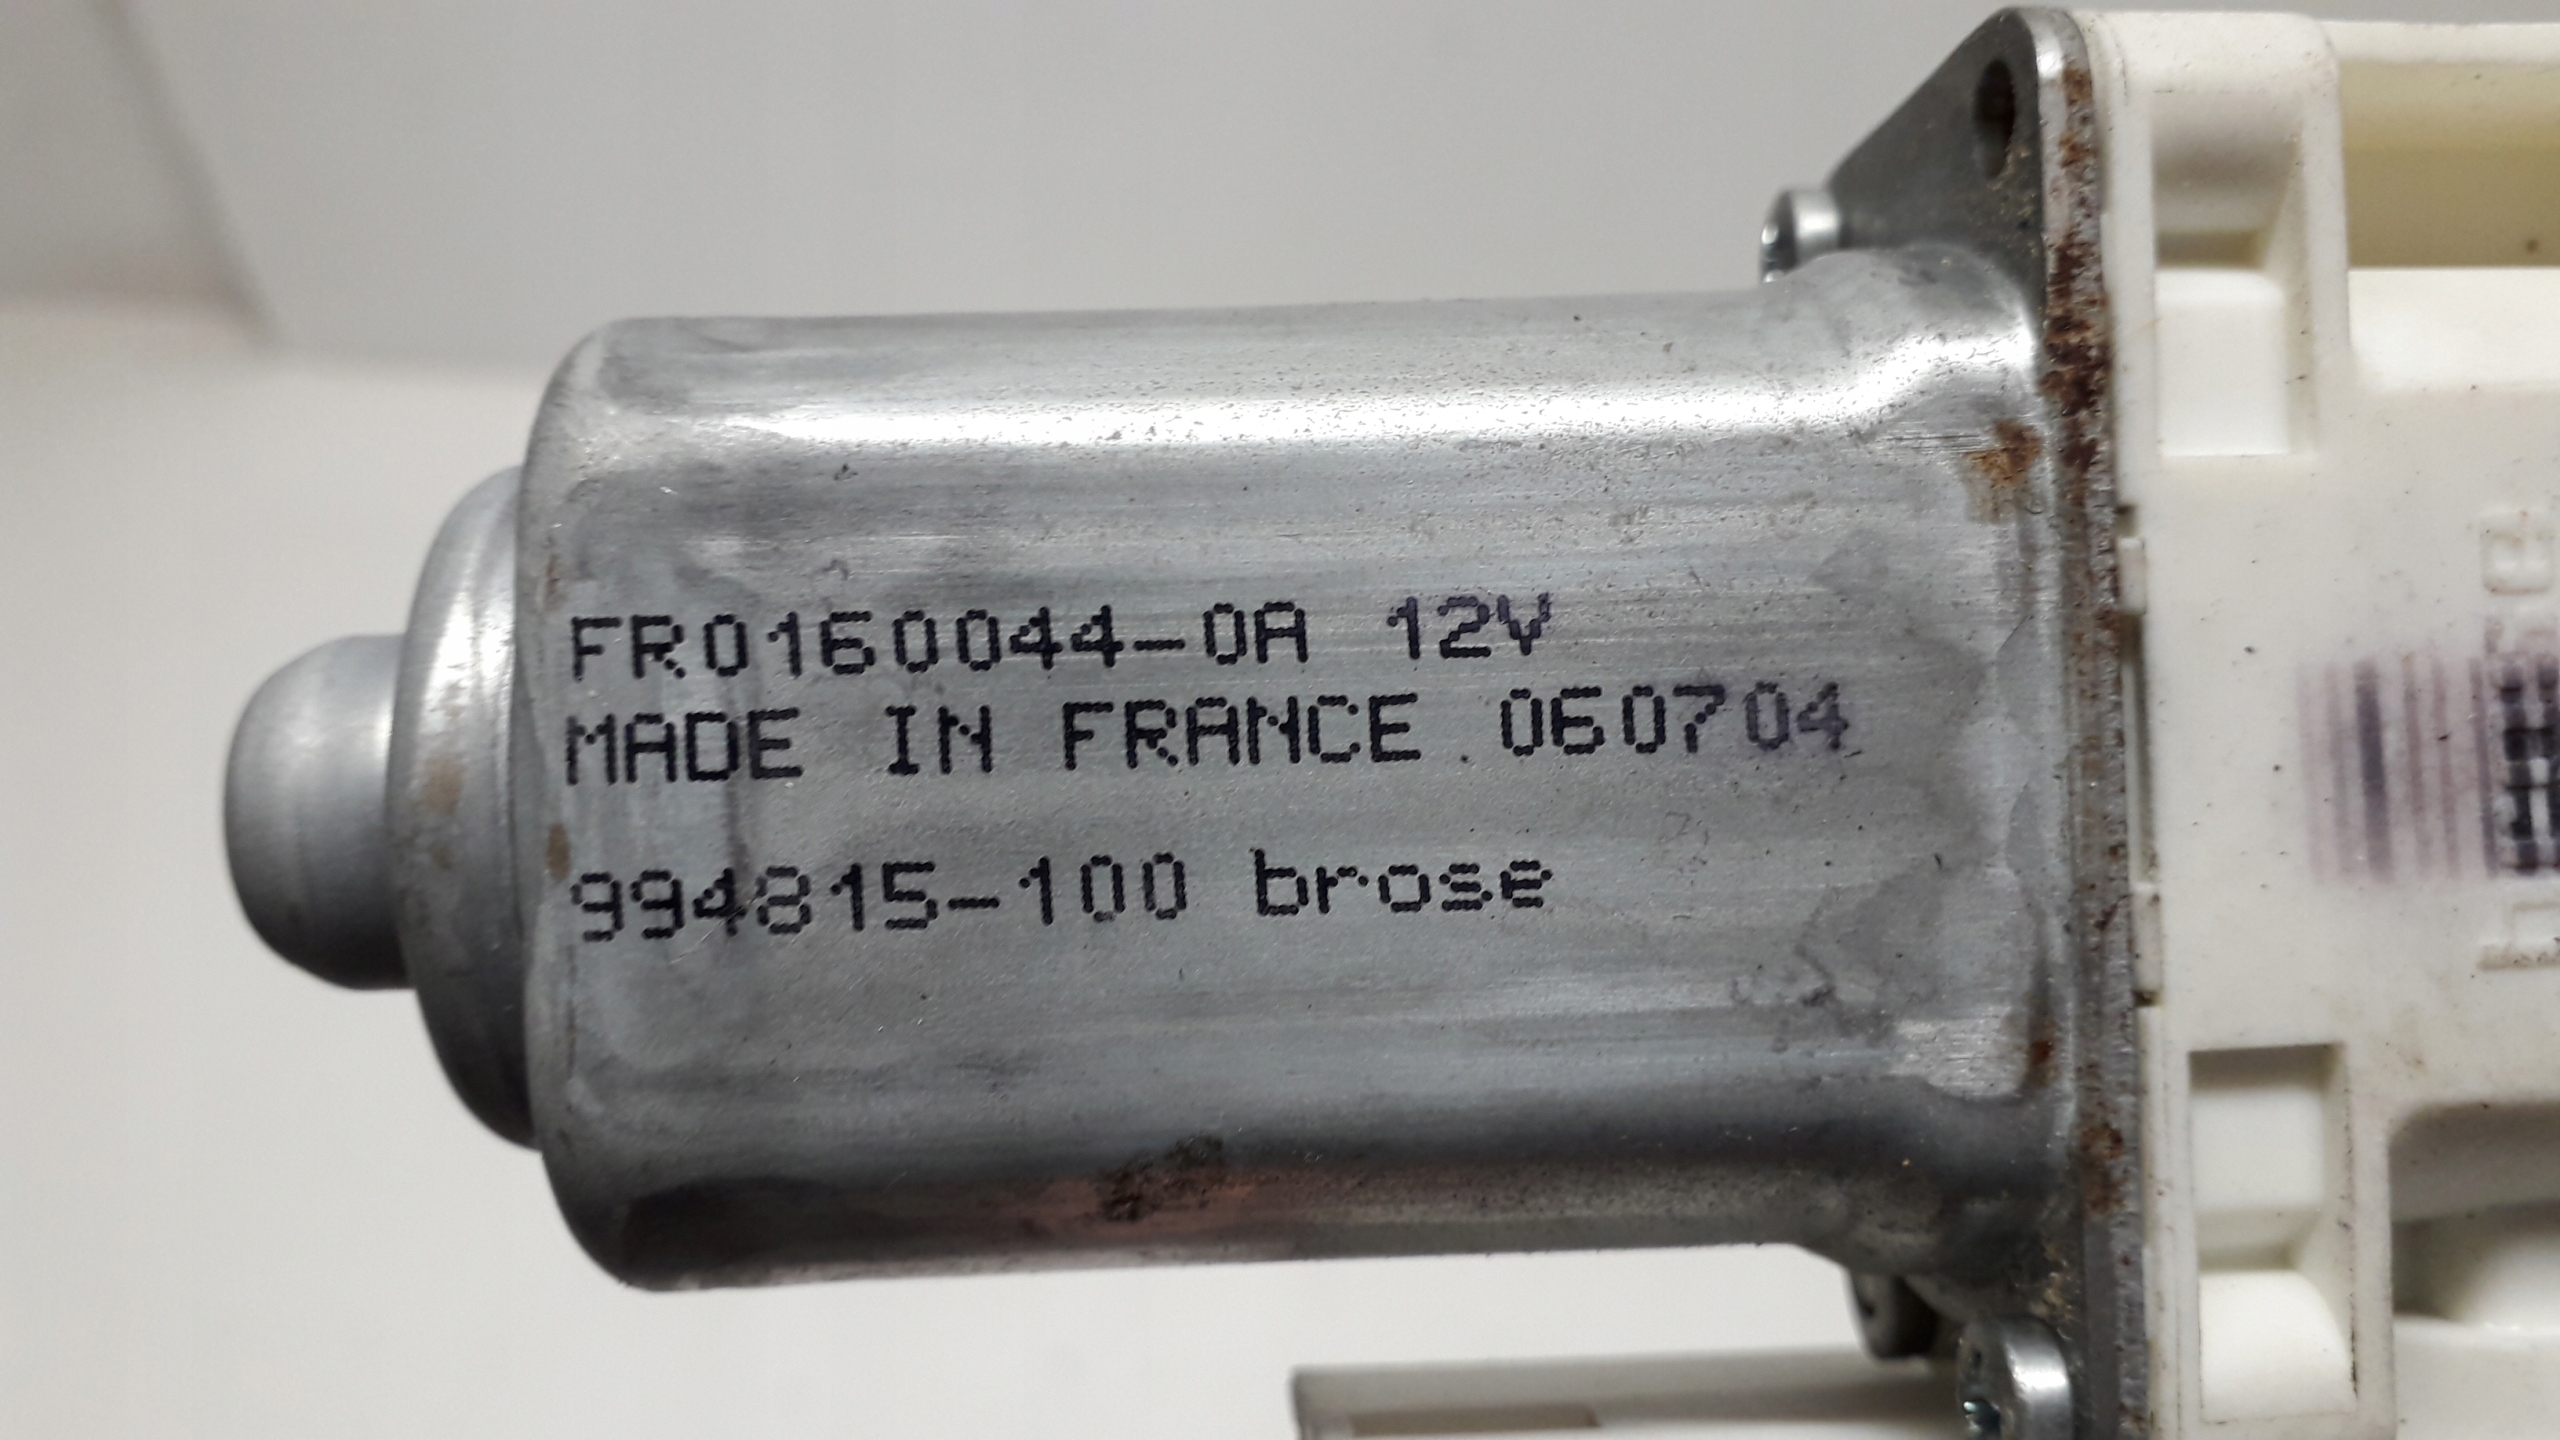 FR0160044-0A 12V
MADE IN FRANCE 060704
994815-100 brose